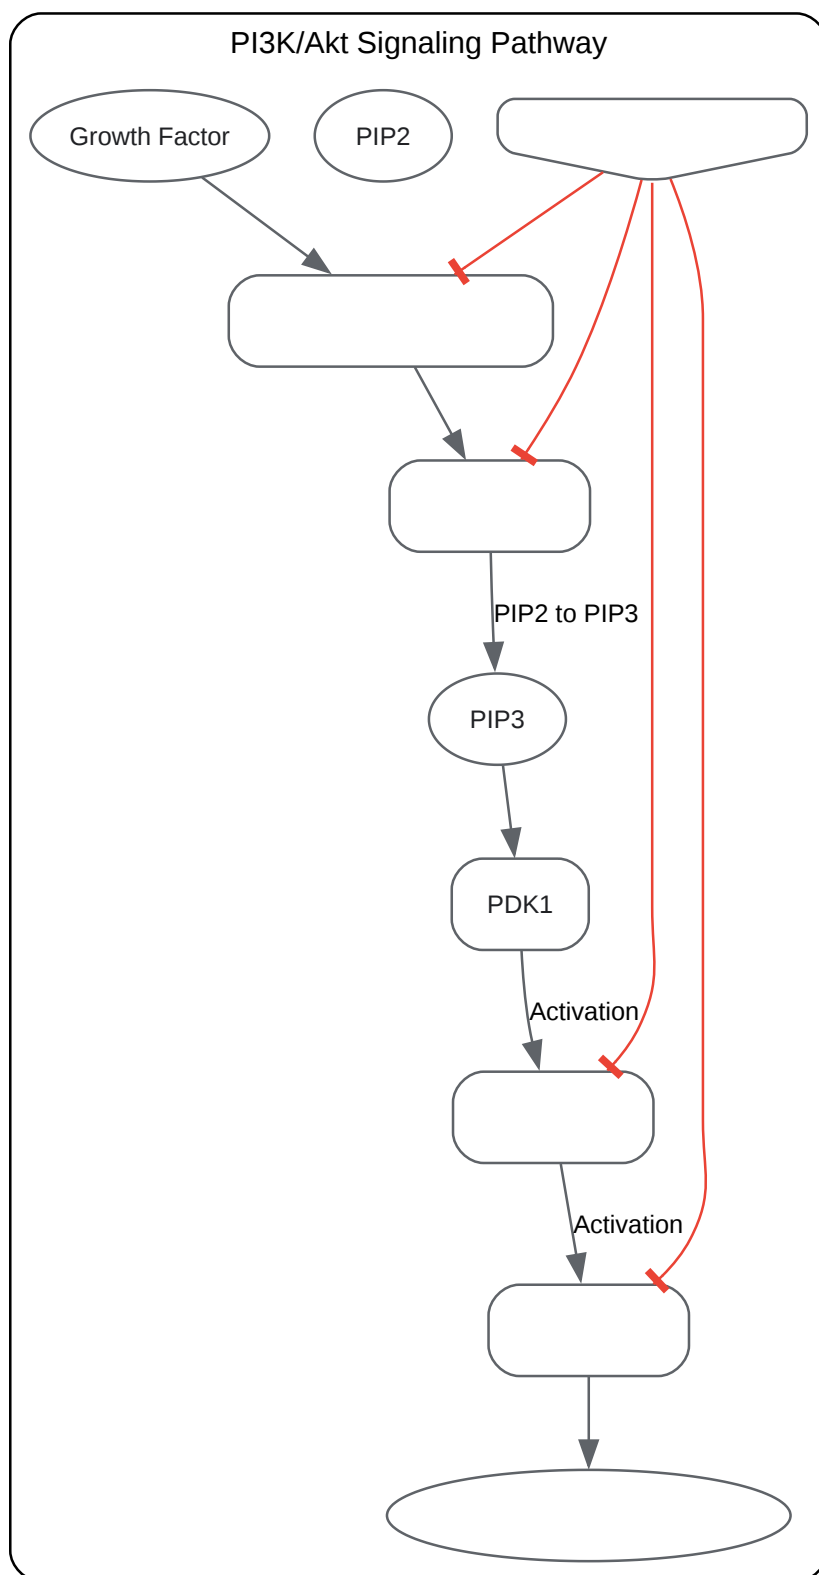 PI3K/Akt Signaling Pathway
Growth Factor
PIP2
PIP2 to PIP3
PIP3
PDK1
Activation
Activation